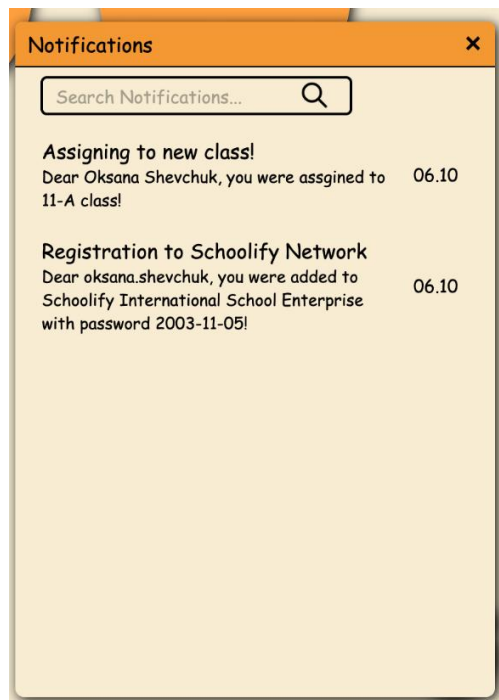 Notifications
Search Notifications...
Assigning to new class!
Dear Oksana Shevchuk, you were assgined to
11-A class!
06.10
Registration to Schoolify Network
Dear oksana.shevchuk, you were added to
Schoolify International School Enterprise
with password 2003-11-05!
06.10